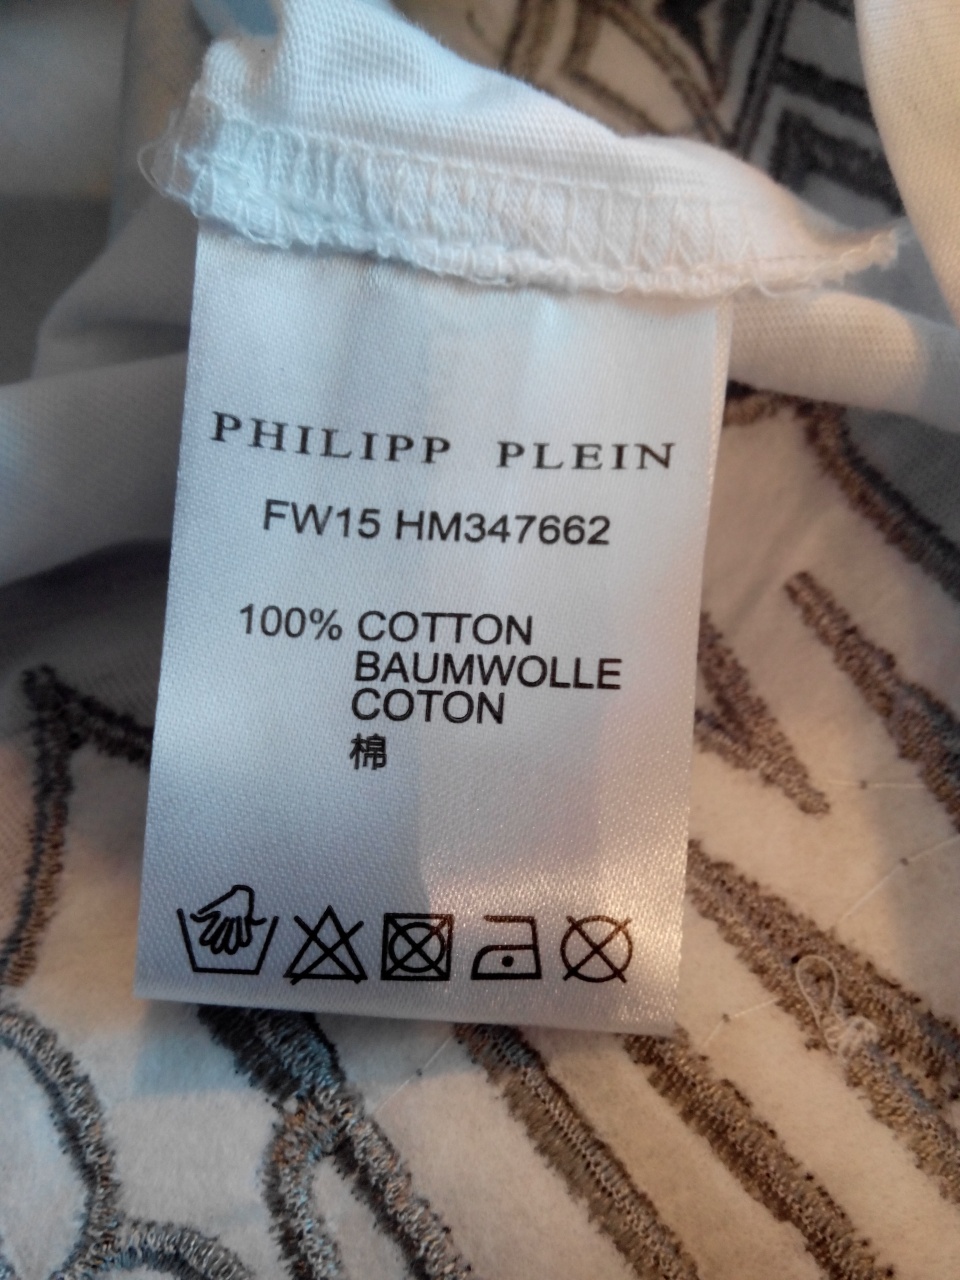 PHILIPP PLEIN
FW15 HM347662
100% COTTON
BAUMWOLLE
COTON
棉